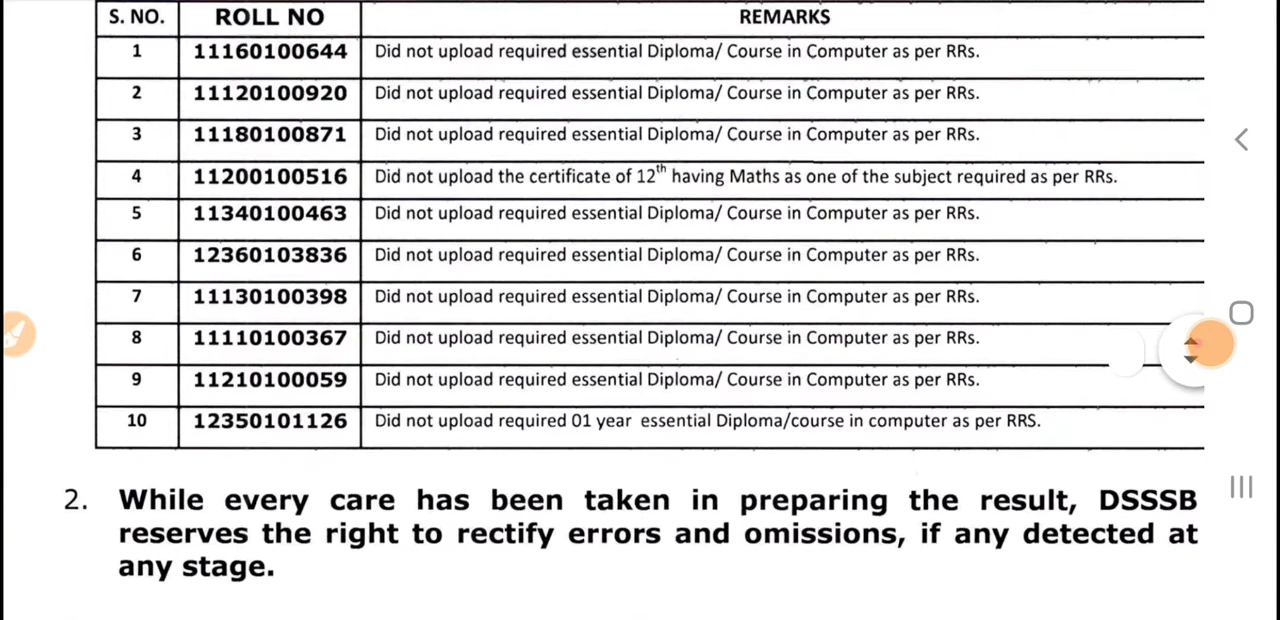 S. NO. ROLL NO REMARKS
1 11160100644 Did not upload required essential Diploma/ Course in Computer as per RRs.
2 11120100920 Did not upload required essential Diploma/ Course in Computer as per RRs.
3 11180100871 Did not upload required essential Diploma/ Course in Computer as per RRs.
4 11200100516 Did not upload the certificate of 12th having Maths as one of the subject required as per RRs.
5 11340100463 Did not upload required essential Diploma/ Course in Computer as per RRs.
6 12360103836 Did not upload required essential Diploma/ Course in Computer as per RRs.
7 11130100398 Did not upload required essential Diploma/ Course in Computer as per RRs.
8 11110100367 Did not upload required essential Diploma/ Course in Computer as per RRs.
9 11210100059 Did not upload required essential Diploma/ Course in Computer as per RRs.
10 12350101126 Did not upload required 01 year essential Diploma/course in computer as per RRS.
2. While every care has been taken in preparing the result, DSSSB
reserves the right to rectify errors and omissions, if any detected at
any stage.